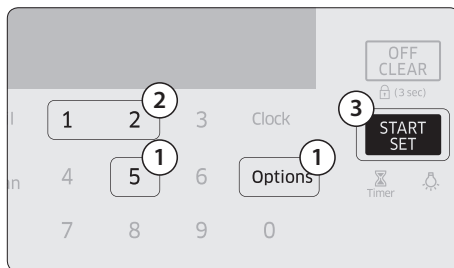 OFF
CLEAR
(3 sec)
2
3
l 1 2 3 Clock
START
SET
1
1
n 4 5 6 Options
Timer
7 8 9 0